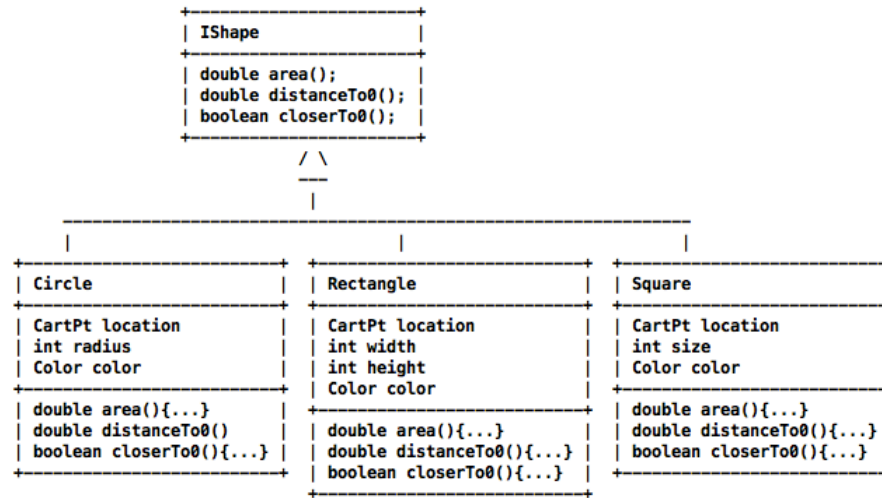 IShape
double area();
double distanceTo0();
boolean closerTo0();
Circle
CartPt location
int radius
Color color
double area(){...}
double distanceTo0()
boolean closerTo0(){...}
Rectangle
CartPt location
int width
int height
Color color
double area(){...}
double distanceTo0(){...}
boolean closerTo0(){...}
Square
CartPt location
int size
Color color
double area(){...}
double distanceTo0(){...}
boolean closerTo0(){...}